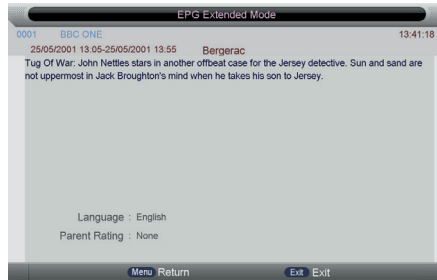 EPG Extended Mode
0001 BBC ONE 13:41:18
25/05/2001 13.05-25/05/2001 13:55 Bergerac
Tug Of War: John Nettles stars in another offbeat case for the Jersey detective. Sun and sand are
not uppermost in Jack Broughton's mind when he takes his son to Jersey.
Language : English
Parent Rating : None
Menu Return Exit Exit